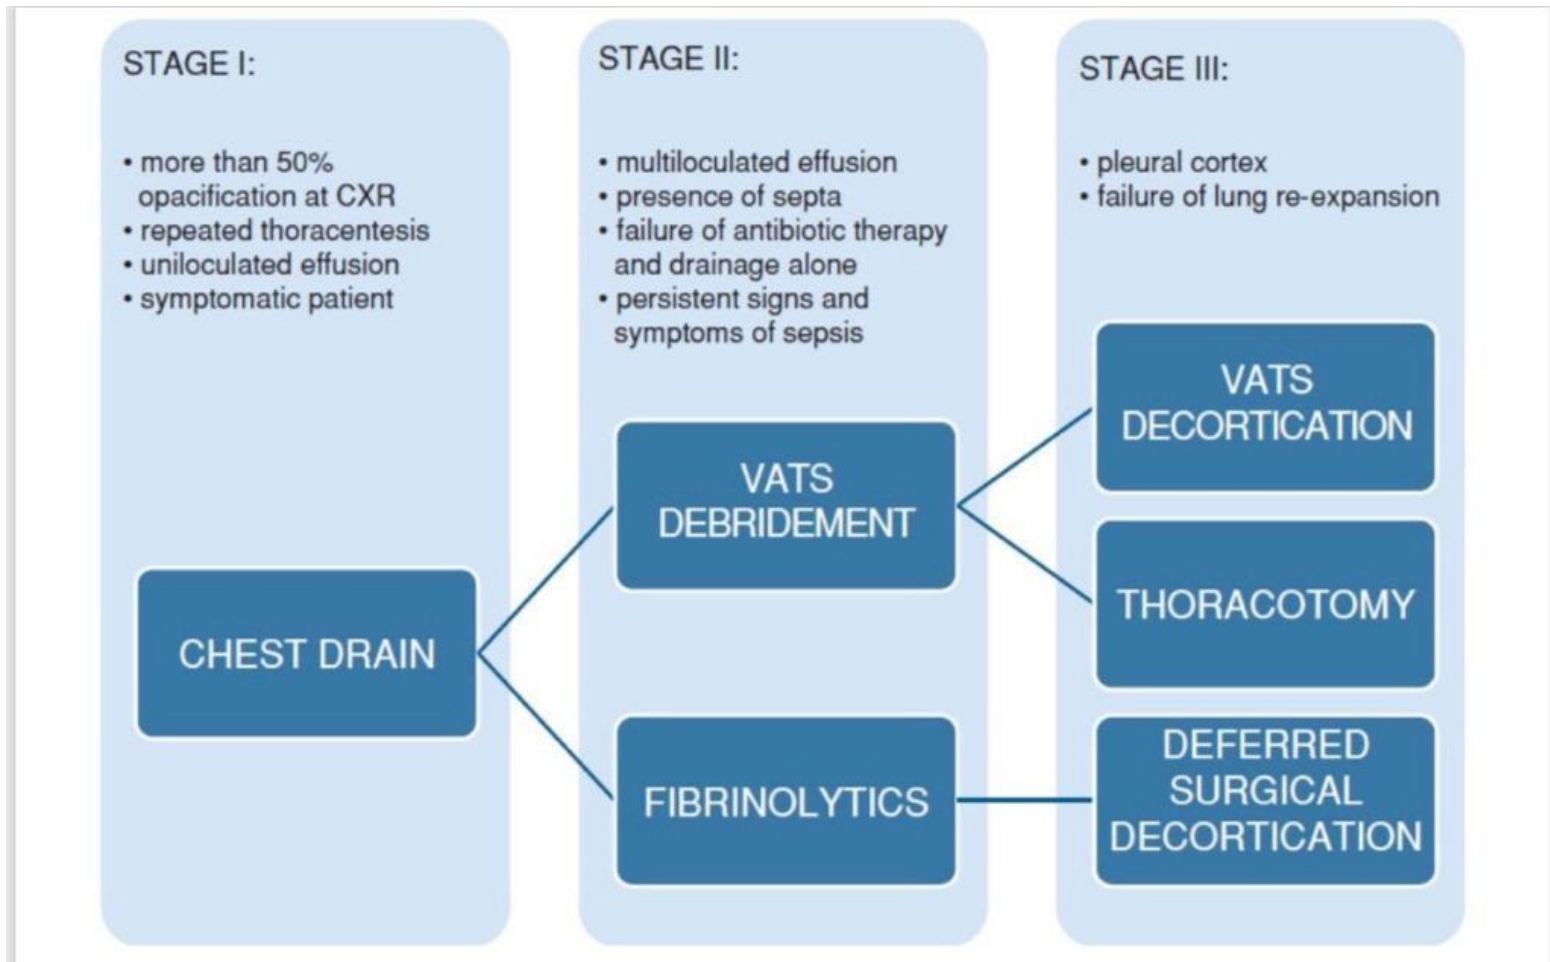 STAGE I:
• more than 50%
opacification at CXR
• repeated thoracentesis
• uniloculated effusion
• symptomatic patient
CHEST DRAIN
STAGE II:
• multiloculated effusion
• presence of septa
• failure of antibiotic therapy
and drainage alone
• persistent signs and
symptoms of sepsis
VATS
DEBRIDEMENT
FIBRINOLYTICS
STAGE III:
• pleural cortex
• failure of lung re-expansion
VATS
DECORTICATION
THORACOTOMY
DEFERRED
SURGICAL
DECORTICATION